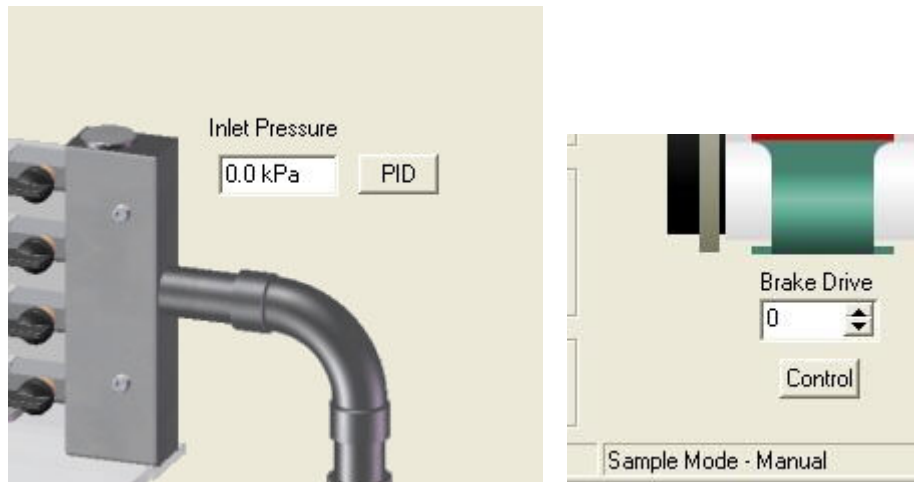 Inlet Pressure
0.0 kPa
PID
Brake Drive
0
Control
Sample Mode - Manual